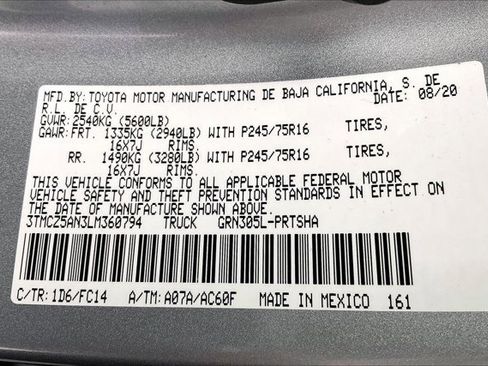 MFD.BY:TOYOTA MOTOR MANUFACTURING DE BAJA CALIFORNIA, S. DE
R.L. DE C.V. DATE: 08/20
GVWR:2540KG (5600LB)
GAWR:FRT. 1335KG (2940LB) WITH P245/75R16 TIRES,
16X7J RIMS.
RR. 1490KG (3280LB) WITH P245/75R16 TIRES,
16X7J RIMS.
THIS VEHICLE CONFORMS TO ALL APPLICABLE FEDERAL MOTOR
VEHICLE SAFETY AND THEFT PREVENTION STANDARDS IN EFFECT ON
THE DATE OF MANUFACTURE SHOWN ABOVE.
3TMCZ5AN3LM360794 TRUCK GRN305L-PRTSHA
C/TR: 1D6/FC14 A/TM: A07A/AC60F MADE IN MEXICO 161